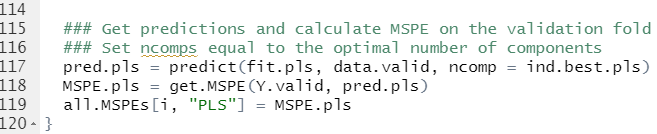 114
115 ### Get predictions and calculate MSPE on the validation fold
116 ### Set ncomps equal to the optimal number of components
117 pred.pls = predict(fit.pls, data.valid, ncomp = ind.best.pls)
118 MSPE.pls = get.MSPE(Y.valid, pred.pls)
119 all.MSPEs[i, "PLS"] = MSPE.pls
120 }